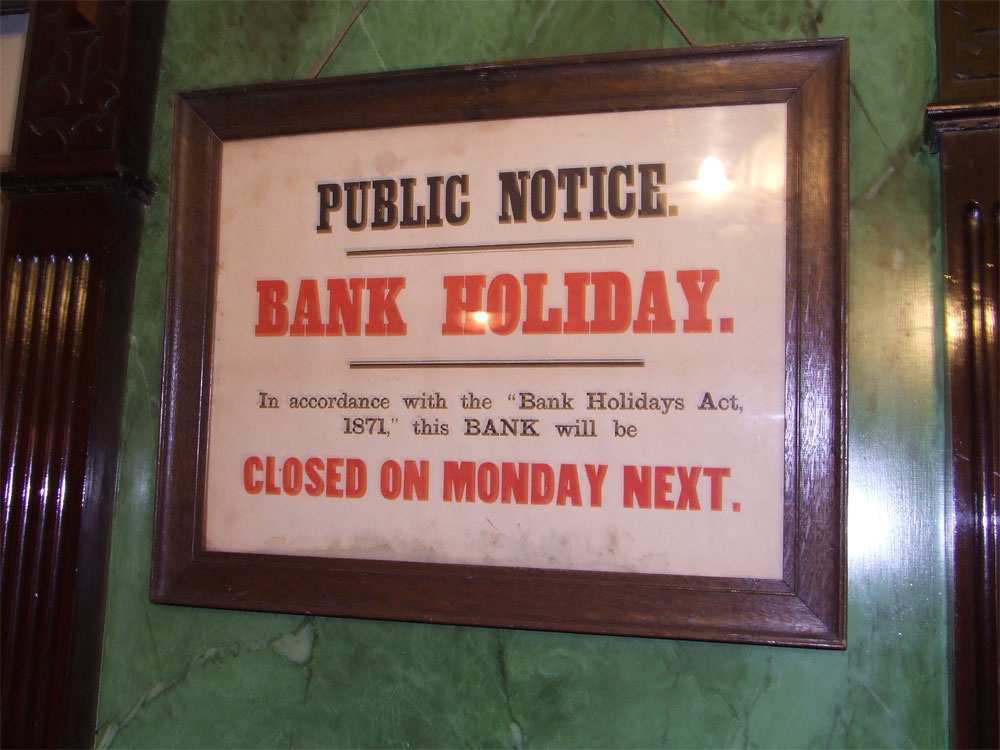 PUBLIC NOTICE.
BANK HOLIDAY.
In accordance with the "Bank Holidays Act,
1871," this BANK will be
CLOSED ON MONDAY NEXT.